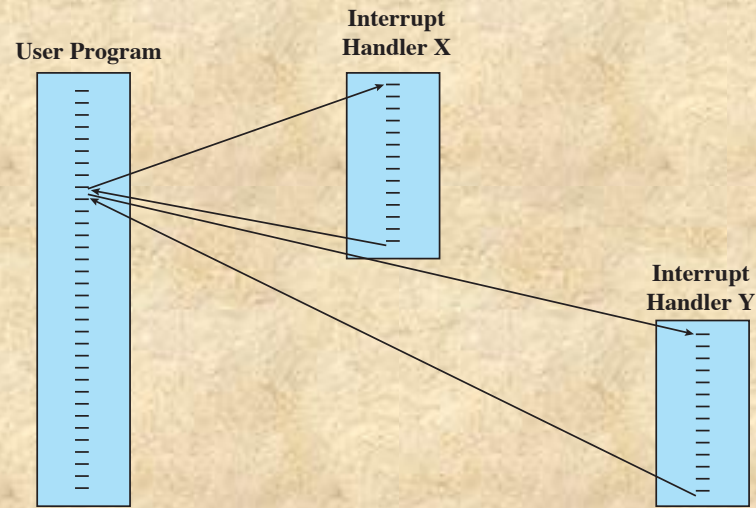 User Program
Interrupt
Handler X
Interrupt
Handler Y